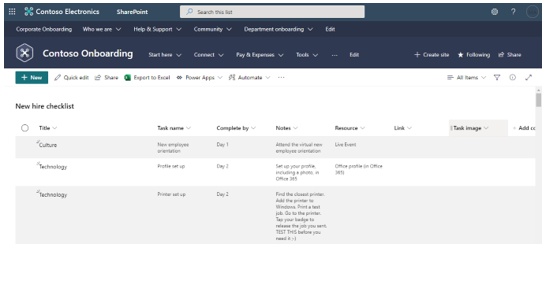 Contoso Electronics SharePoint Search this list ?
Corporate Onboarding Who we are Help & Support Community Department onboarding Edit
Contoso Onboarding Start here Connect Pay & Expenses Tools ... Edit + Create site ★ Following Share
+ New Quick edit Share Export to Excel Power Apps Automate ... All Items
New hire checklist
Title Task name Complete by Notes Resource Link Task image + Add co
Culture New employee Day 1 Attend the virtual new Live Event
orientation employee orientation
Technology Profile set up Day 2 Set up your profile, Office profile (in Office
including a photo, in 365)
Office 365
Technology Printer set up Day 2 Find the closest printer.
Add the printer to
Windows. Print a test
job. Go to the printer.
Tap your badge to
release the job you sent.
TEST THIS before you
need it ;-)